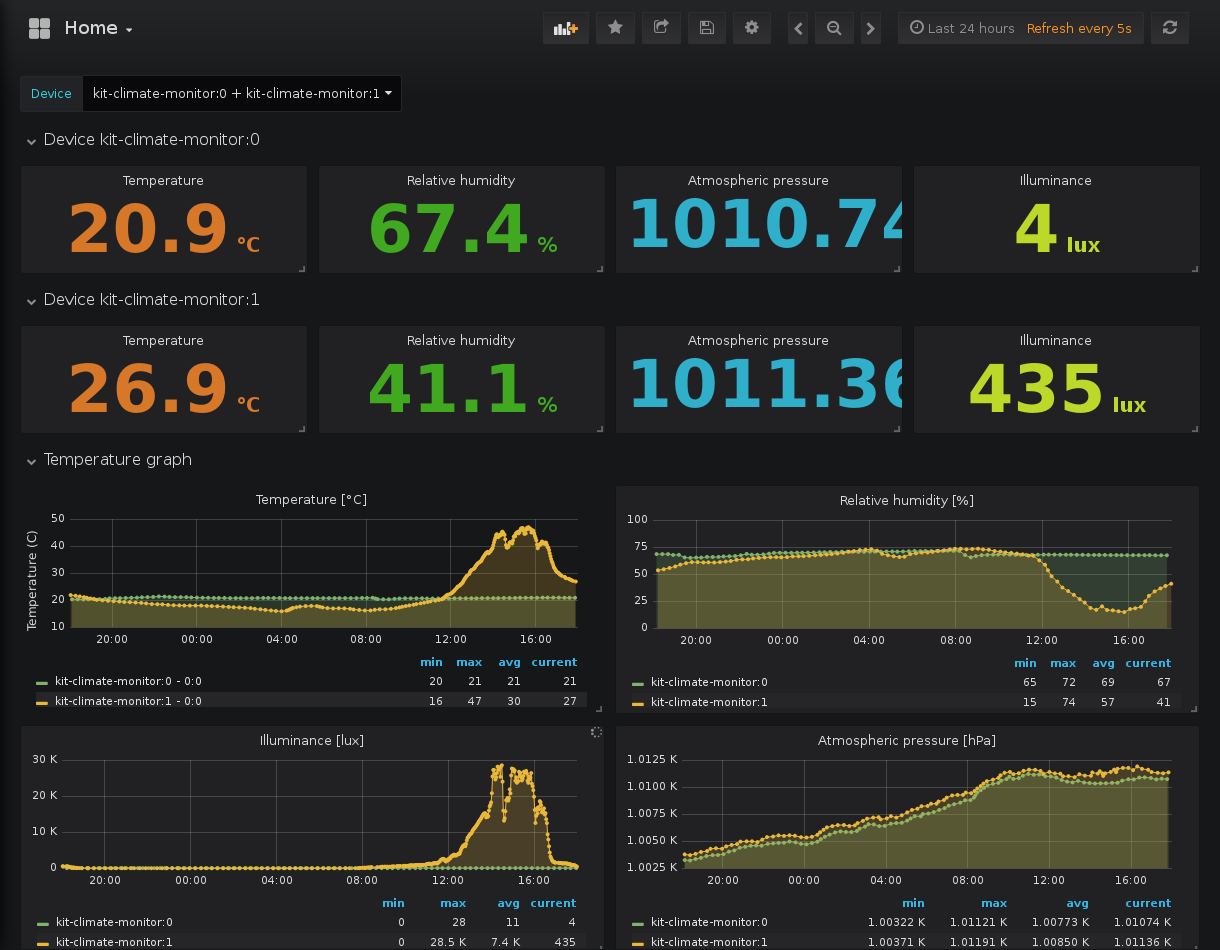 Home
Last 24 hours Refresh every 5s
Device kit-climate-monitor:0 + kit-climate-monitor:1
Device kit-climate-monitor:0
Temperature Relative humidity Atmospheric pressure Illuminance
20.9 °C 67.4 % 1010.74 4 lux
Device kit-climate-monitor:1
Temperature Relative humidity Atmospheric pressure Illuminance
26.9 °C 41.1 % 1011.36 435 lux
Temperature graph
Temperature [°C]
Temperature (C)
50
40
30
20
10
20:00 00:00 04:00 08:00 12:00 16:00
min max avg current
kit-climate-monitor:0 - 0:0 20 21 21 21
kit-climate-monitor:1 - 0:0 16 47 30 27
Relative humidity [%]
100
75
50
25
0
20:00 00:00 04:00 08:00 12:00 16:00
min max avg current
kit-climate-monitor:0 65 72 69 67
kit-climate-monitor:1 15 74 57 41
Illuminance [lux]
30 K
20 K
10 K
0
20:00 00:00 04:00 08:00 12:00 16:00
min max avg current
kit-climate-monitor:0 0 28 11 4
kit-climate-monitor:1 0 28.5 K 7.4 K 435
Atmospheric pressure [hPa]
1.0125 K
1.0100 K
1.0075 K
1.0050 K
1.0025 K
20:00 00:00 04:00 08:00 12:00 16:00
min max avg current
kit-climate-monitor:0 1.00322 K 1.01121 K 1.00773 K 1.01074 K
kit-climate-monitor:1 1.00371 K 1.01191 K 1.00850 K 1.01136 K